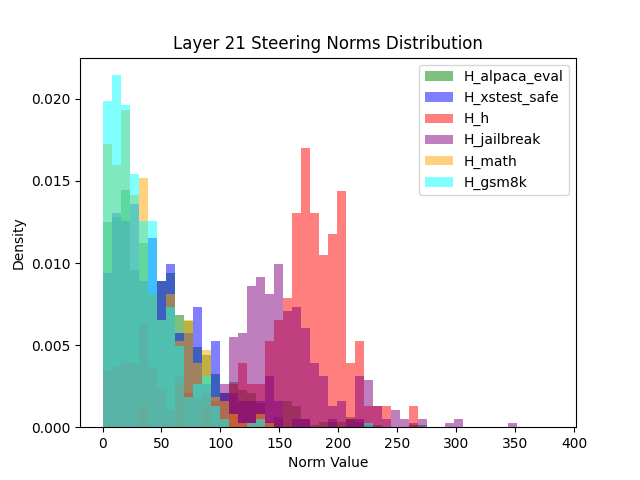 Layer 21 Steering Norms Distribution
H_alpaca_eval
H_xstest_safe
H_h
H_jailbreak
H_math
H_gsm8k
Density
0.020
0.015
0.010
0.005
0.000
0
50
100
150
200
250
300
350
400
Norm Value